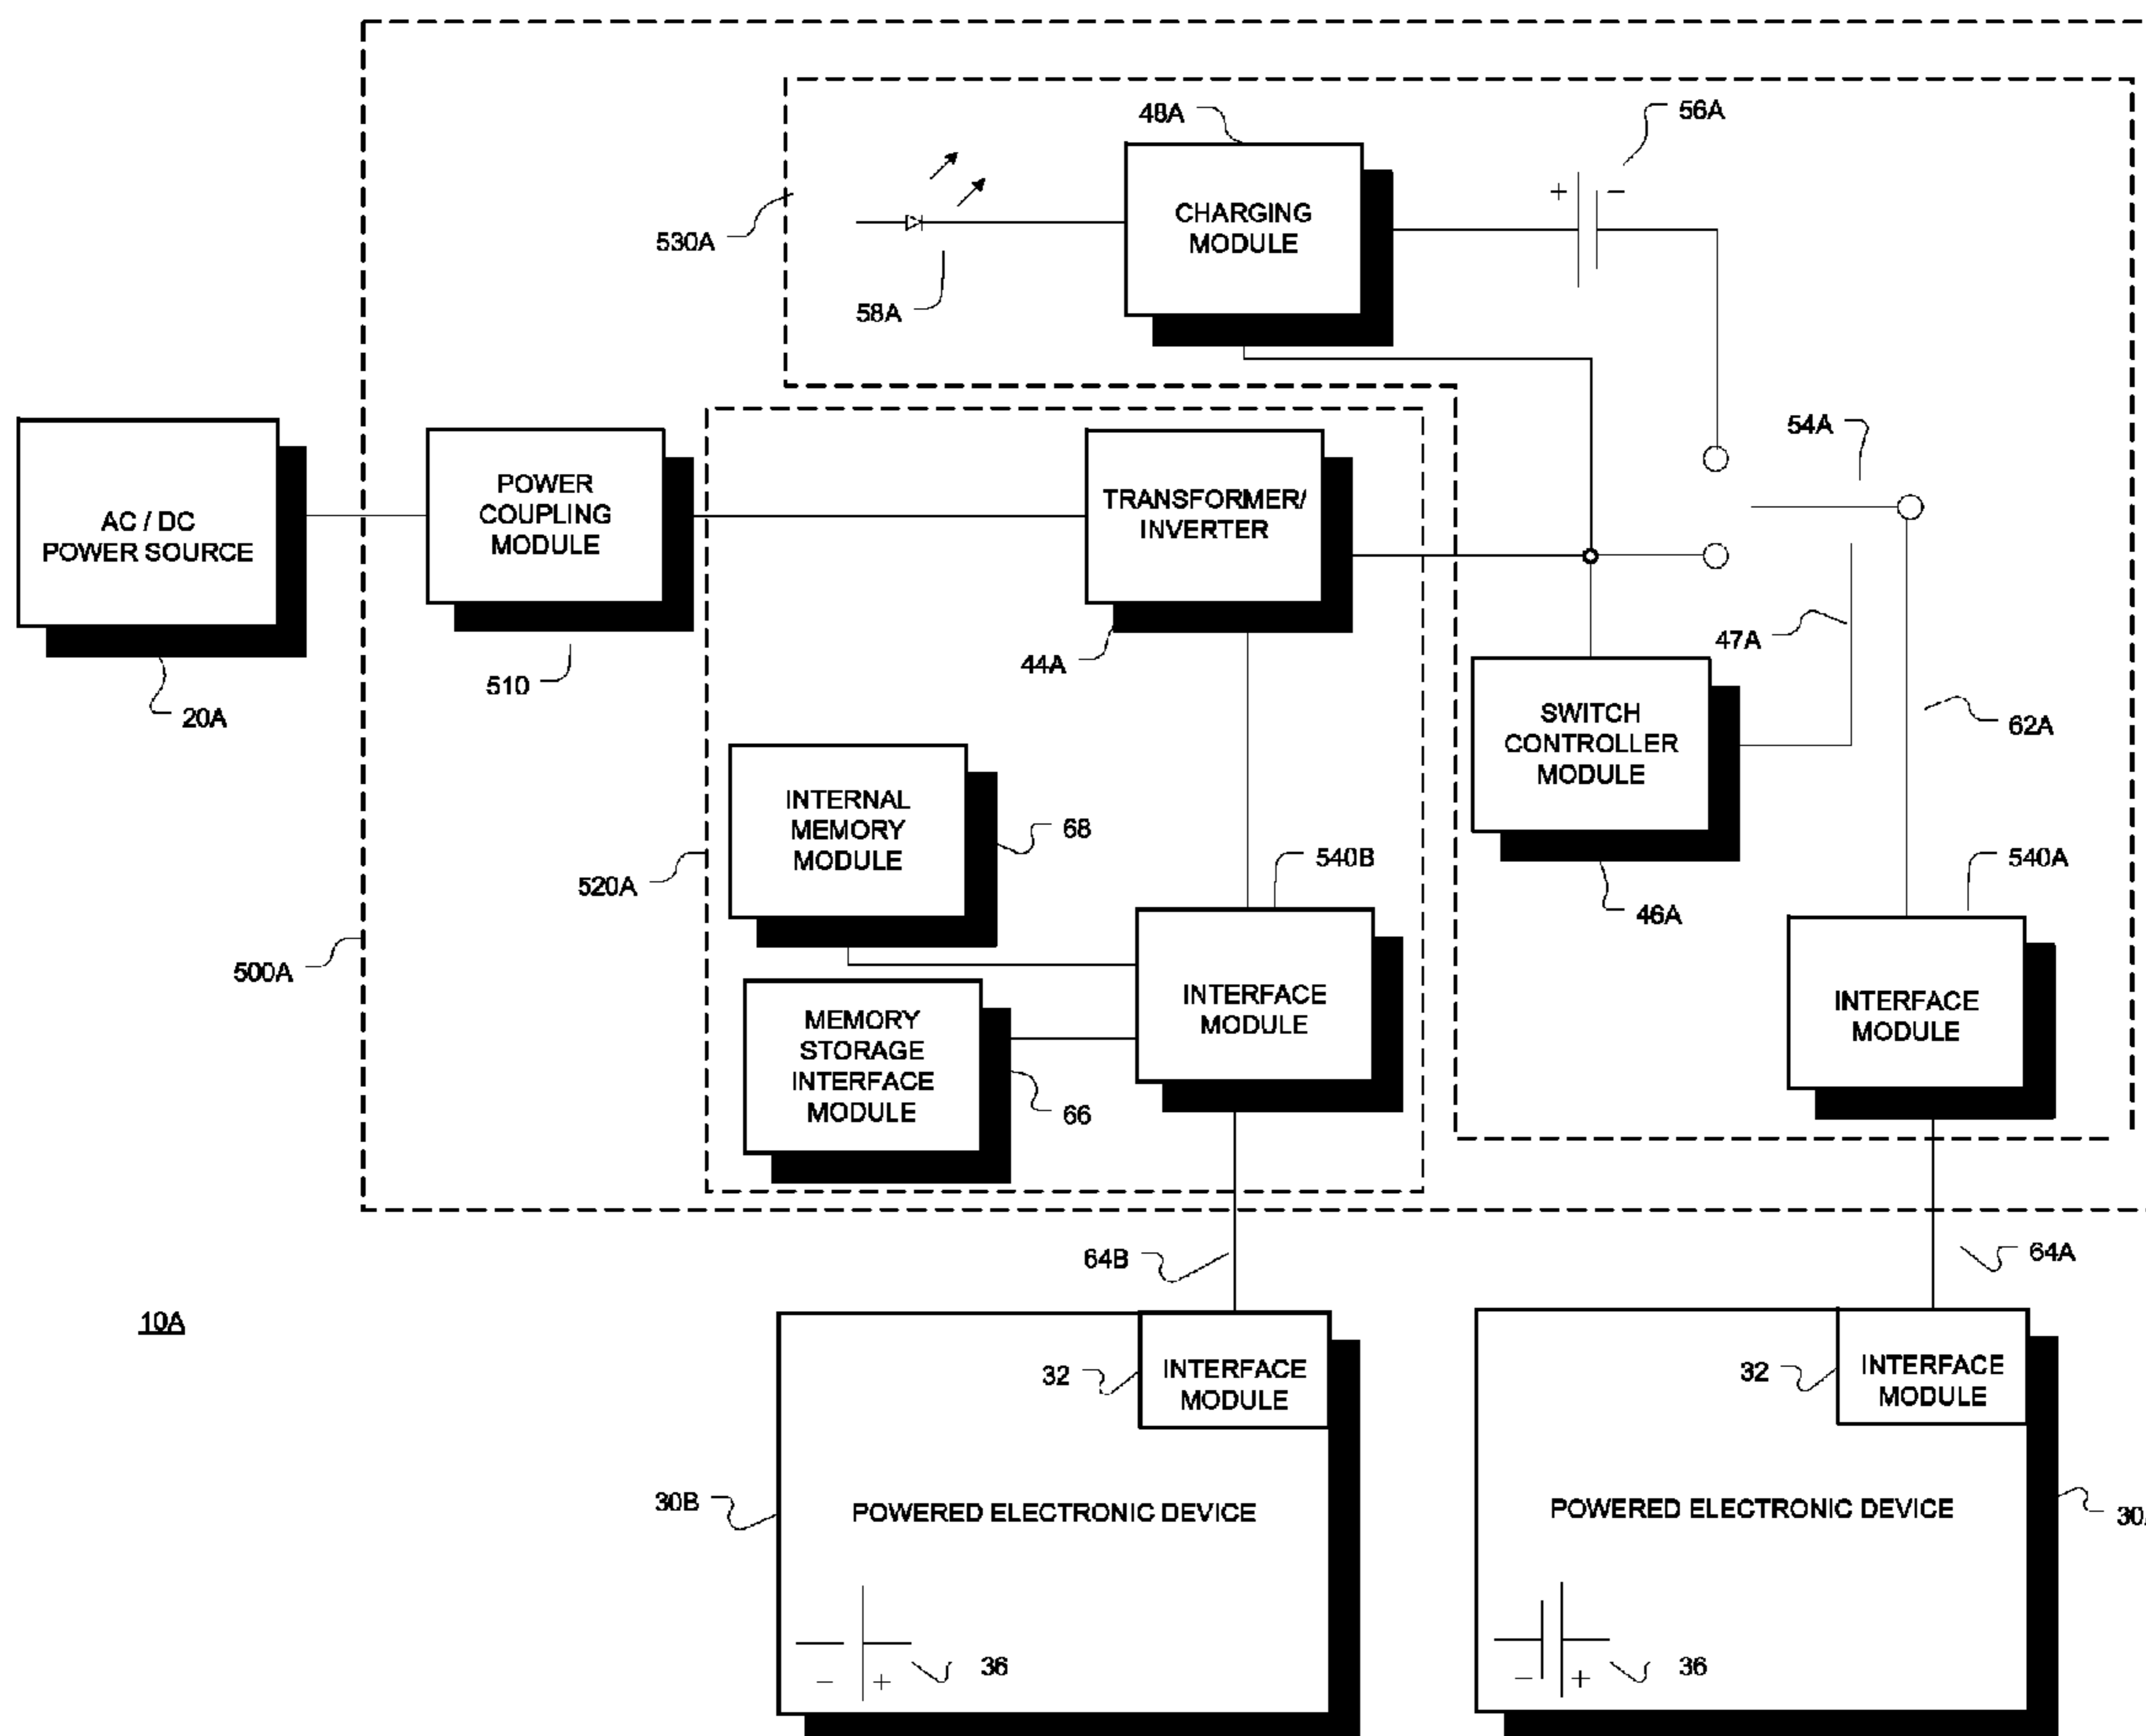 48A
56A
+
−
CHARGING
MODULE
530A
58A
54A
AC / DC
POWER SOURCE
POWER
COUPLING
MODULE
TRANSFORMER/
INVERTER
47A
44A
510
20A
SWITCH
CONTROLLER
MODULE
62A
INTERNAL
MEMORY
MODULE
68
540B
540A
520A
46A
500A
INTERFACE
MODULE
INTERFACE
MODULE
MEMORY
STORAGE
INTERFACE
MODULE
66
64B
64A
10A
32
INTERFACE
MODULE
32
INTERFACE
MODULE
30B
POWERED ELECTRONIC DEVICE
POWERED ELECTRONIC DEVICE
30
− +
36
− +
36